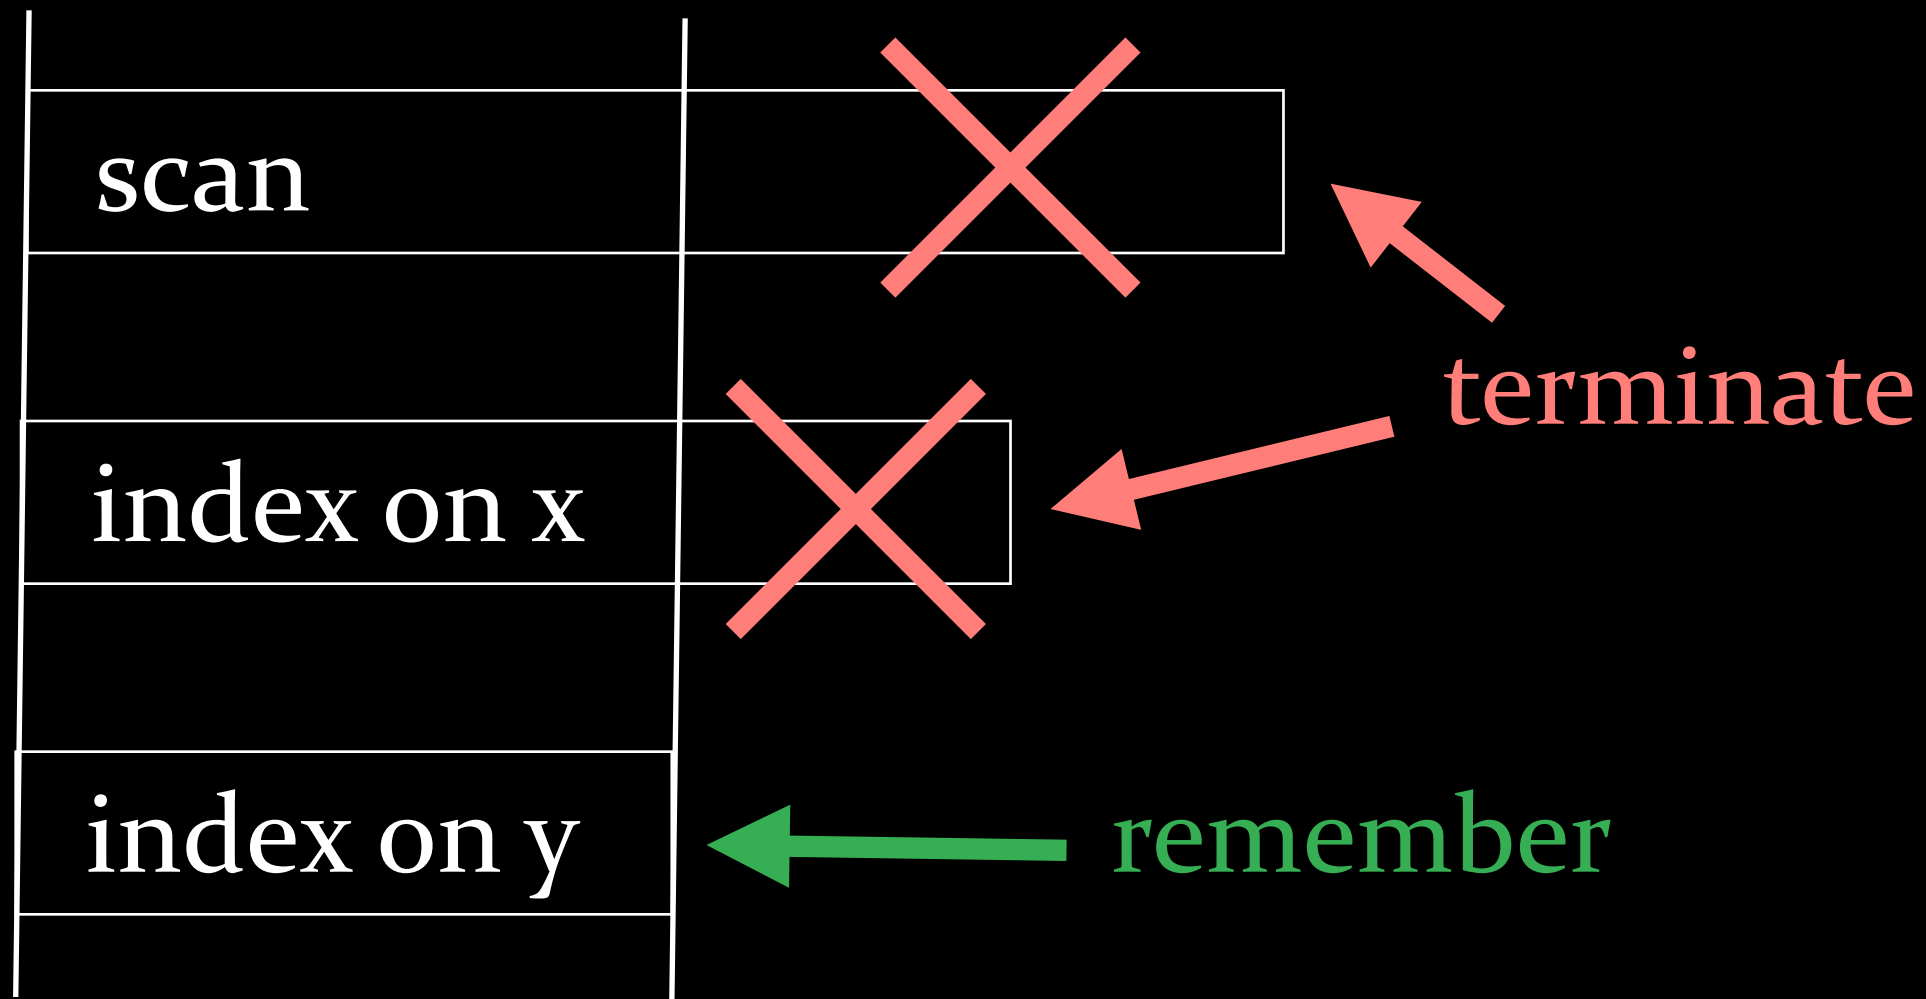 scan
terminate
index on x
index on y
remember